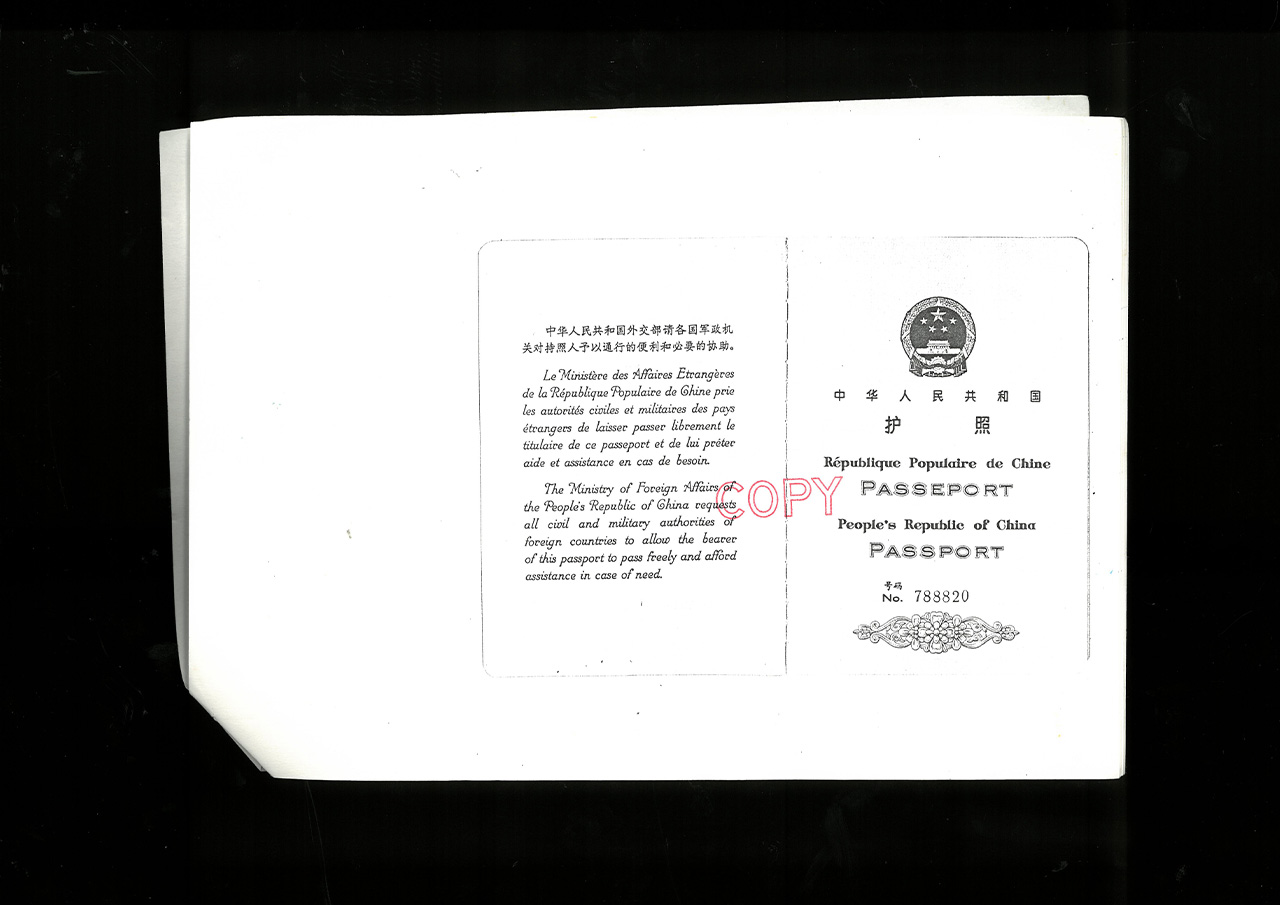 中华人民共和国外交部请各国军政机
关对持照人予以通行的便利和必要的协助。
Le Ministère des Affaires Etrangères
de la République Populaire de Chine prie
les autorités civiles et militaires des pays
étrangers de laisser passer librement le
titulaire de ce passeport et de lui prêter
aide et assistance en cas de besoin.
The Ministry of Foreign Affairs of
the People's Republic of China requests
all civil and military authorities of
foreign countries to allow the bearer
of this passport to pass freely and afford
assistance in case of need.
COPY
中华人民共和国
护照
République Populaire de Chine
PASSEPORT
People's Republic of China
PASSPORT
号码
No. 788820